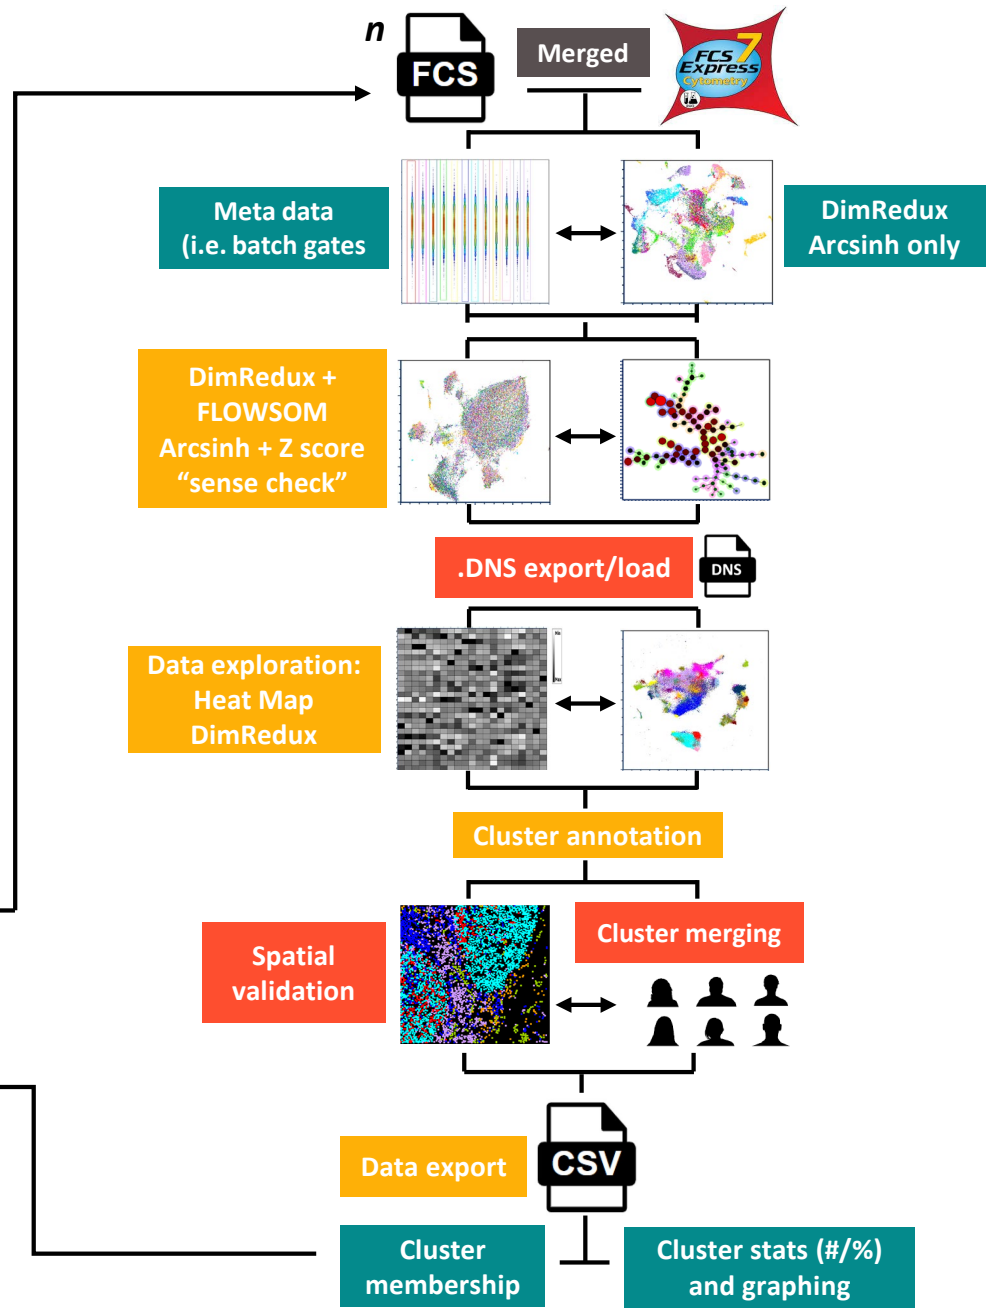 n
FCS
Merged
FCS 7
Express
Cytometry
Meta data
(i.e. batch gates
DimRedux
Arcsinh only
DimRedux +
FLOWSOM
Arcsinh + Z score
“sense check”
.DNS export/load
DNS
Data exploration:
Heat Map
DimRedux
Cluster annotation
Spatial
validation
Cluster merging
Data export
CSV
Cluster
membership
Cluster stats (#/%)
and graphing